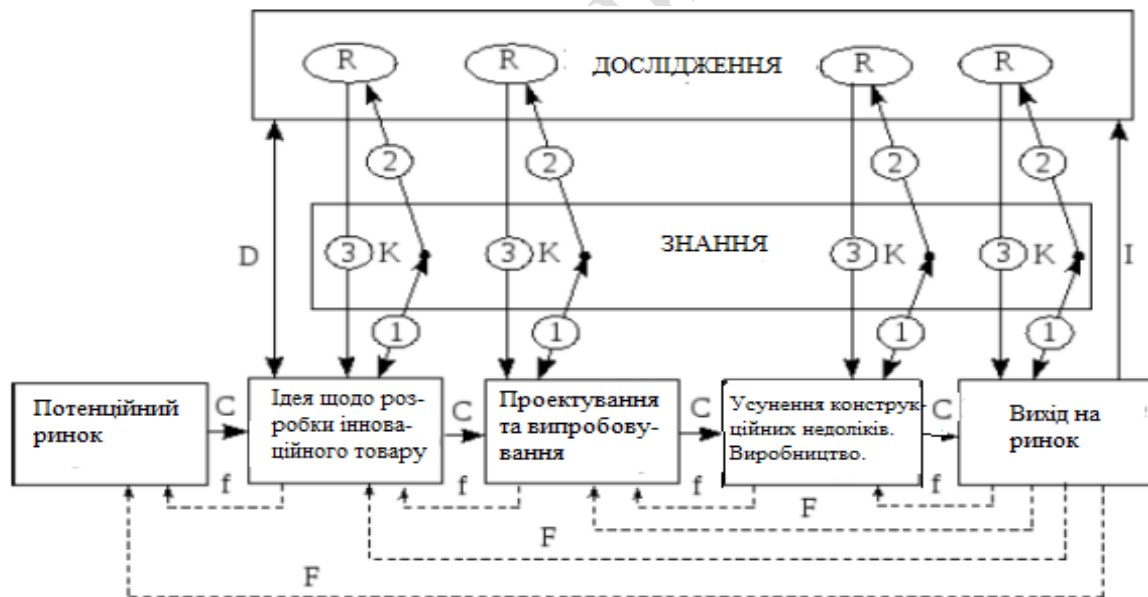 R R ДОСЛІДЖЕННЯ R R
2 2 2 2
D 3 K 3 K ЗНАННЯ 3 K 3 K I
1 1 1 1
Потенційний
ринок
C
Ідея щодо роз-
робки іннова-
ційного товару
C
Проектування
та випробову-
вання
C
Усунення конструк-
ційних недоліків.
Виробництво.
C
Вихід на
ринок
f f f f
F
F
F